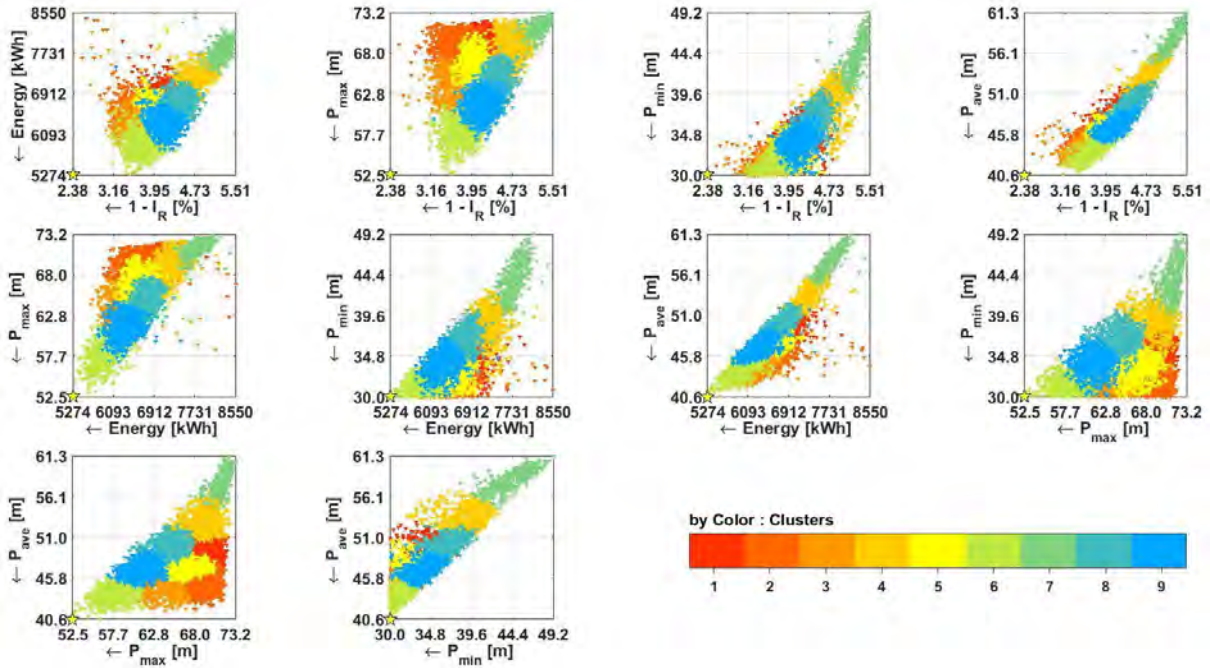 8550
7731
6912
6093
5274
← Energy [kWh]
2.38 3.16 3.95 4.73 5.51
← 1 - I_R [%]
73.2
68.0
62.8
57.7
52.5
← P_max [m]
2.38 3.16 3.95 4.73 5.51
← 1 - I_R [%]
49.2
44.4
39.6
34.8
30.0
← P_min [m]
2.38 3.16 3.95 4.73 5.51
← 1 - I_R [%]
61.3
56.1
51.0
45.8
40.6
← P_ave [m]
2.38 3.16 3.95 4.73 5.51
← 1 - I_R [%]
73.2
68.0
62.8
57.7
52.5
← P_max [m]
5274 6093 6912 7731 8550
← Energy [kWh]
49.2
44.4
39.6
34.8
30.0
← P_min [m]
5274 6093 6912 7731 8550
← Energy [kWh]
61.3
56.1
51.0
45.8
40.6
← P_ave [m]
5274 6093 6912 7731 8550
← Energy [kWh]
49.2
44.4
39.6
34.8
30.0
← P_min [m]
52.5 57.7 62.8 68.0 73.2
← P_max [m]
61.3
56.1
51.0
45.8
40.6
← P_ave [m]
52.5 57.7 62.8 68.0 73.2
← P_max [m]
61.3
56.1
51.0
45.8
40.6
← P_ave [m]
30.0 34.8 39.6 44.4 49.2
← P_min [m]
by Color : Clusters
1 2 3 4 5 6 7 8 9